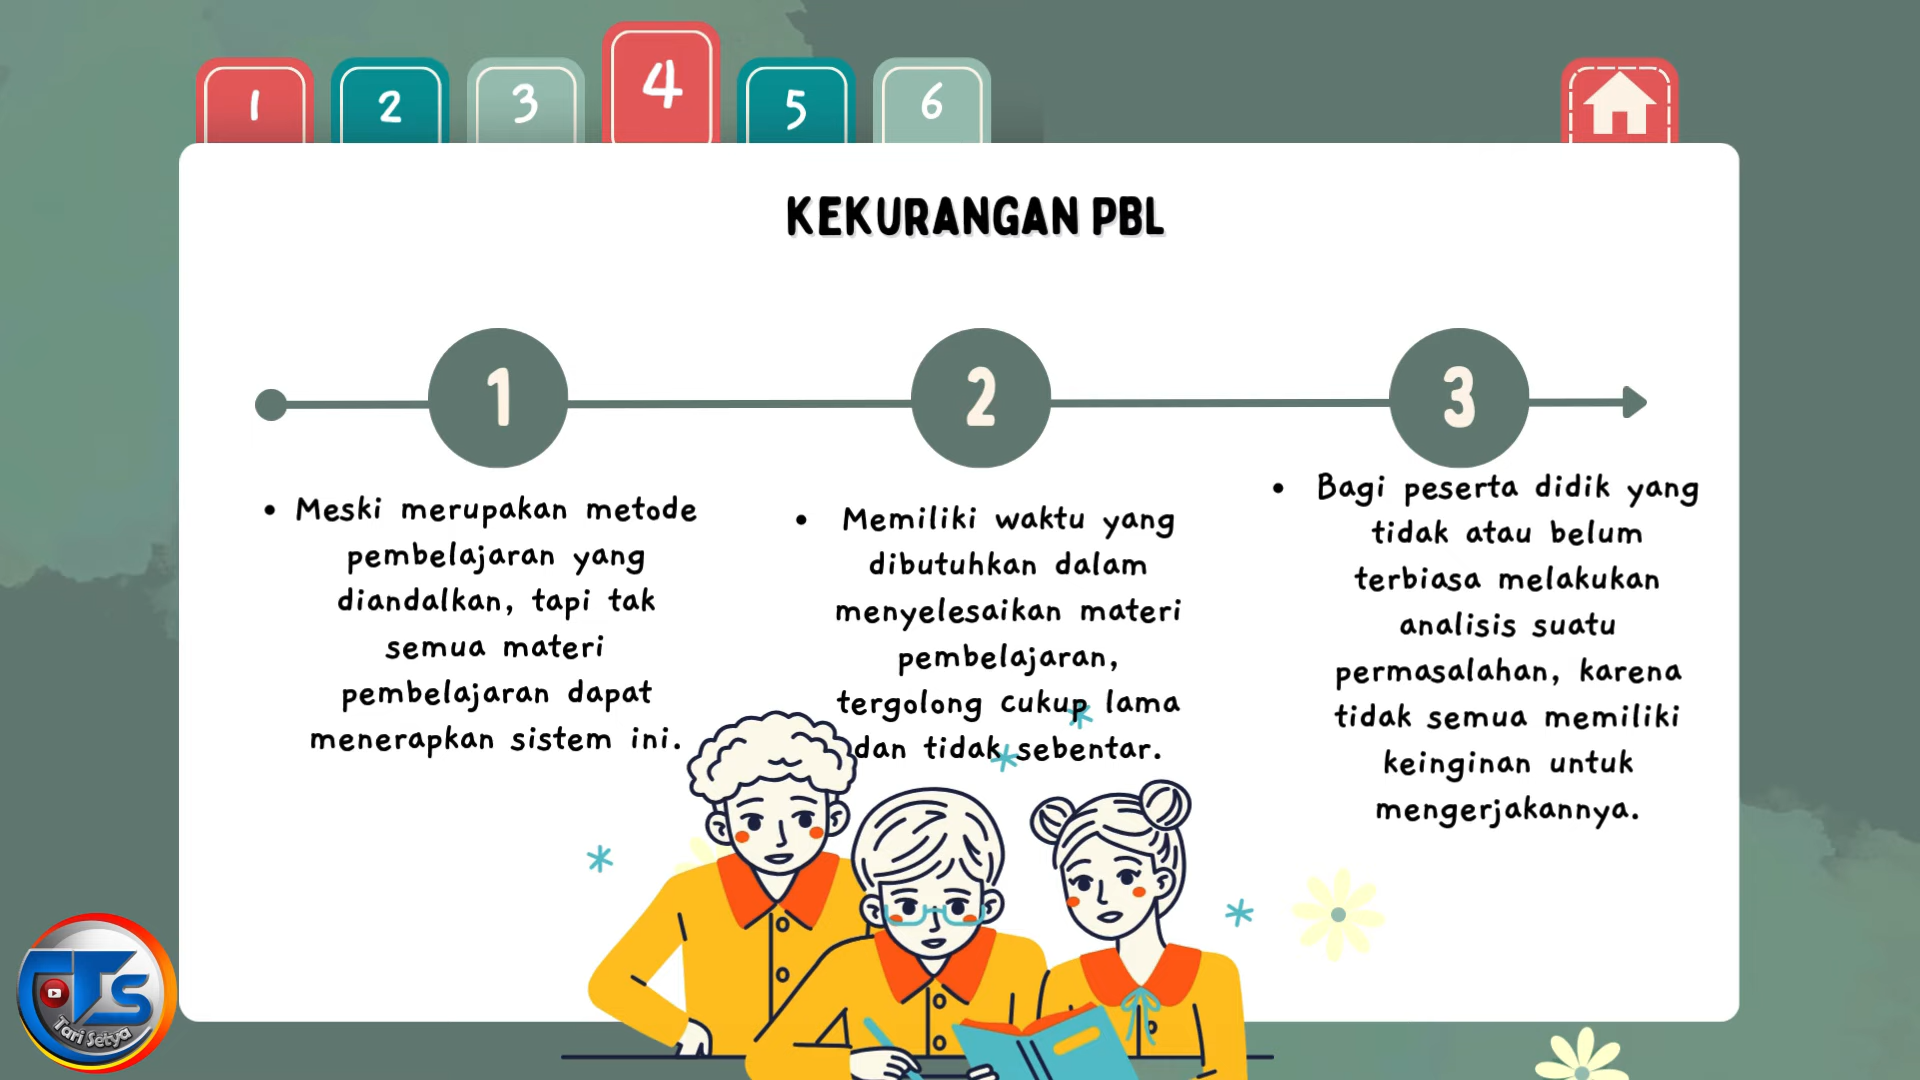 1 2 3 4 5 6
KEKURANGAN PBL
1
2
3
• Meski merupakan metode
pembelajaran yang
diandalkan, tapi tak
semua materi
pembelajaran dapat
menerapkan sistem ini.
• Memiliki waktu yang
dibutuhkan dalam
menyelesaikan materi
pembelajaran,
tergolong cukup lama
dan tidak sebentar.
• Bagi peserta didik yang
tidak atau belum
terbiasa melakukan
analisis suatu
permasalahan, karena
tidak semua memiliki
keinginan untuk
mengerjakannya.
CTS
Tari Setya